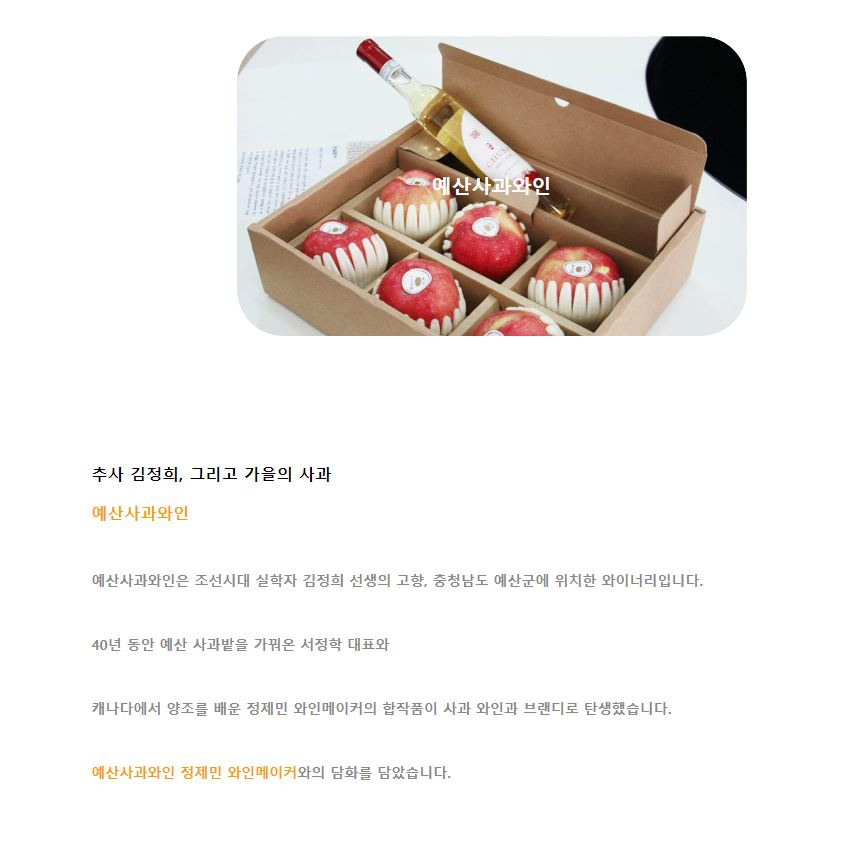 예산사과와인
추사 김정희, 그리고 가을의 사과
예산사과와인
예산사과와인은 조선시대 실학자 김정희 선생의 고향, 충청남도 예산군에 위치한 와이너리입니다.
40년 동안 예산 사과밭을 가꿔온 서정학 대표와
캐나다에서 양조를 배운 정제민 와인메이커의 합작품이 사과 와인과 브랜디로 탄생했습니다.
예산사과와인 정제민 와인메이커와의 담화를 담았습니다.